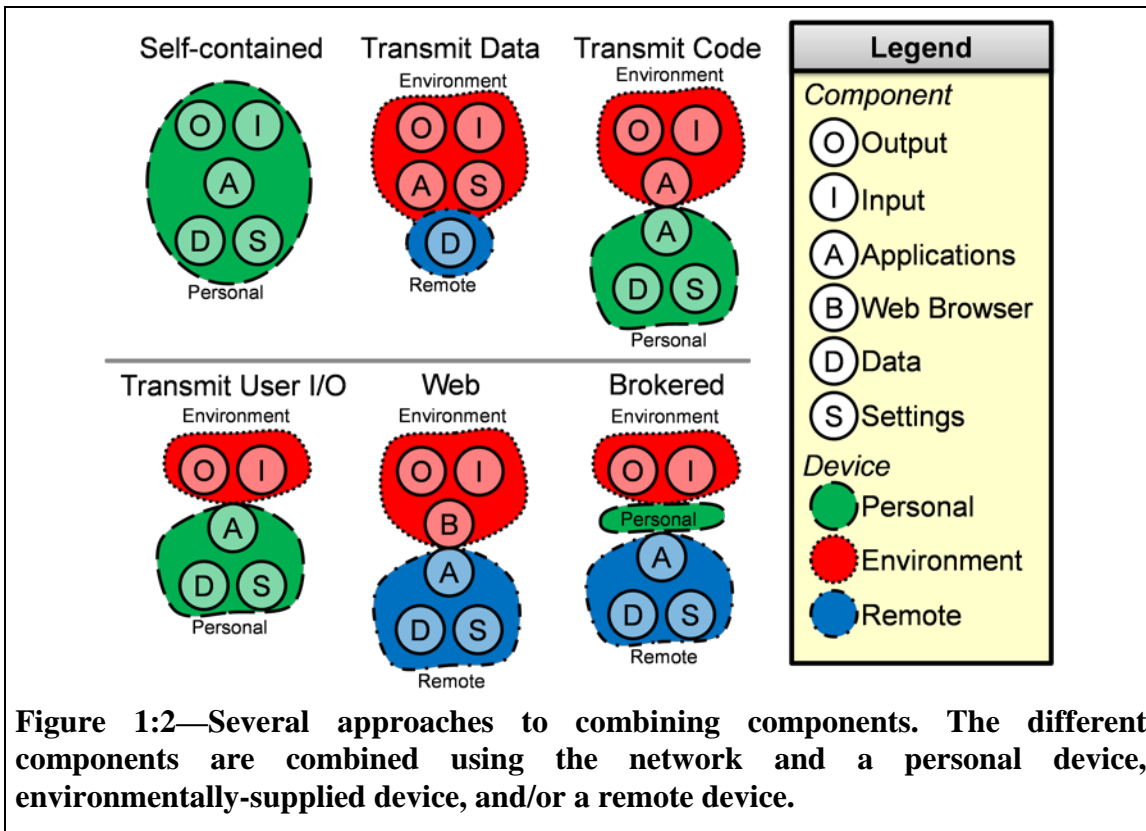 Self-contained
O I
A
D S
Personal
Transmit Data
Environment
O I
A S
D
Remote
Transmit Code
Environment
O I
A
A
D S
Personal
Transmit User I/O
Environment
O I
A
D S
Personal
Web
Environment
O I
B
A
D S
Remote
Brokered
Environment
O I
Personal
A
D S
Remote
Legend
Component
O Output
I Input
A Applications
B Web Browser
D Data
S Settings
Device
Personal
Environment
Remote
Figure 1:2—Several approaches to combining components. The different
components are combined using the network and a personal device,
environmentally-supplied device, and/or a remote device.